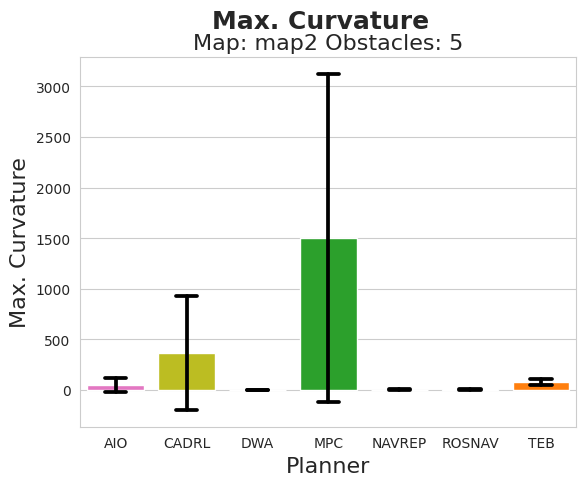 Max. Curvature
Map: map2 Obstacles: 5
Max. Curvature
3000
2500
2000
1500
1000
500
0
AIO CADRL DWA MPC NAVREP ROSNAV TEB
Planner